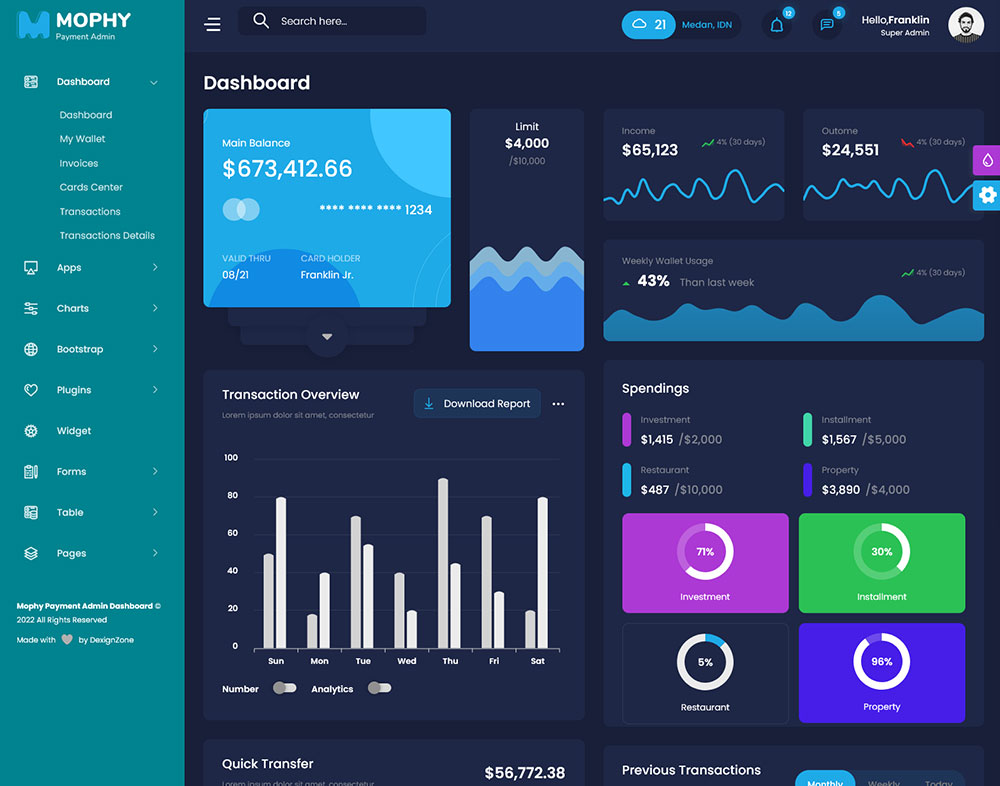 MOPHY
Payment Admin
Search here...
21 Medan, IDN
12
5
Hello,Franklin
Super Admin
Dashboard
Dashboard
My Wallet
Invoices
Cards Center
Transactions
Transactions Details
Apps
Charts
Bootstrap
Plugins
Widget
Forms
Table
Pages
Mophy Payment Admin Dashboard ©
2022 All Rights Reserved
Made with by DexignZone
Dashboard
Main Balance
$673,412.66
**** **** **** 1234
VALID THRU CARD HOLDER
08/21 Franklin Jr.
Limit
$4,000
/$10,000
Income
$65,123
4% (30 days)
Outome
$24,551
4% (30 days)
Weekly Wallet Usage
43% Than last week
4% (30 days)
Transaction Overview
Lorem ipsum dolor sit amet, consectetur
Download Report
100
80
60
40
20
0
Sun Mon Tue Wed Thu Fri Sat
Number Analytics
Spendings
Investment
$1,415 /$2,000
Installment
$1,567 /$5,000
Restaurant
$487 /$10,000
Property
$3,890 /$4,000
71%
Investment
30%
Installment
5%
Restaurant
96%
Property
Quick Transfer
Lorem ipsum dolor sit amet, consectetur
$56,772.38
Previous Transactions
Monthly Weekly Today